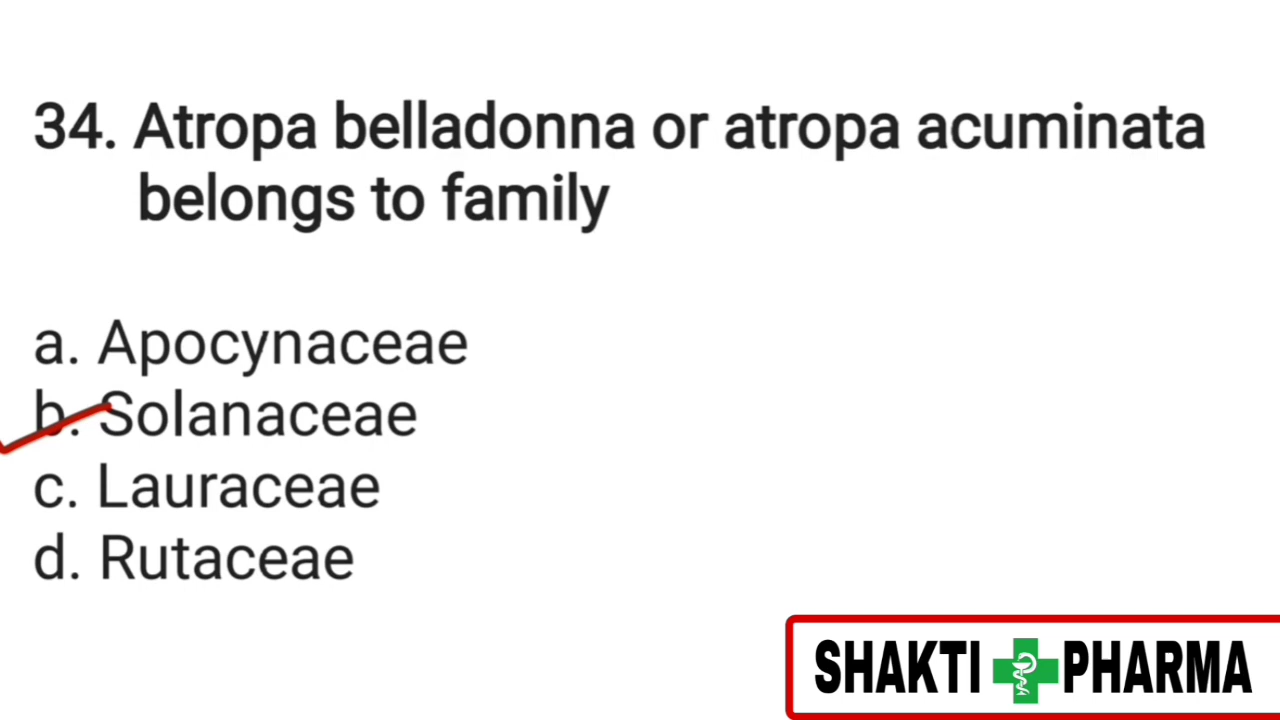 34. Atropa belladonna or atropa acuminata
belongs to family
a. Apocynaceae
b. Solanaceae
c. Lauraceae
d. Rutaceae
SHAKTI PHARMA